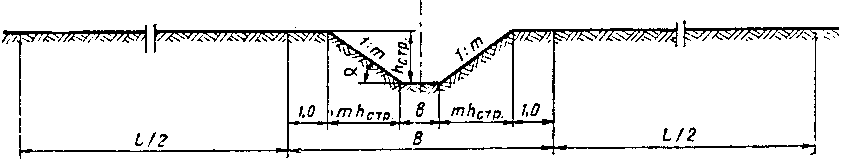 1:m 1:m
hстр.
α
1,0 mhстр. в mhстр. 1,0
L/2 B L/2